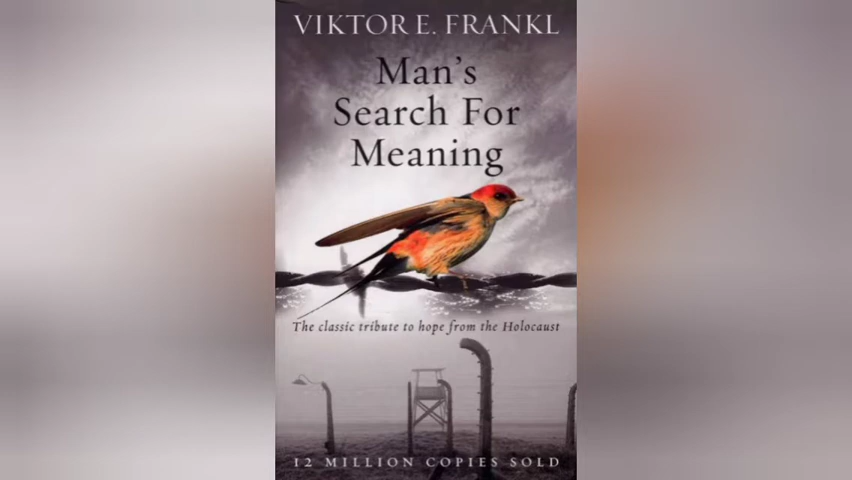 VIKTOR E. FRANKL
Man's
Search For
Meaning
The classic tribute to hope from the Holocaust
12 MILLION COPIES SOLD